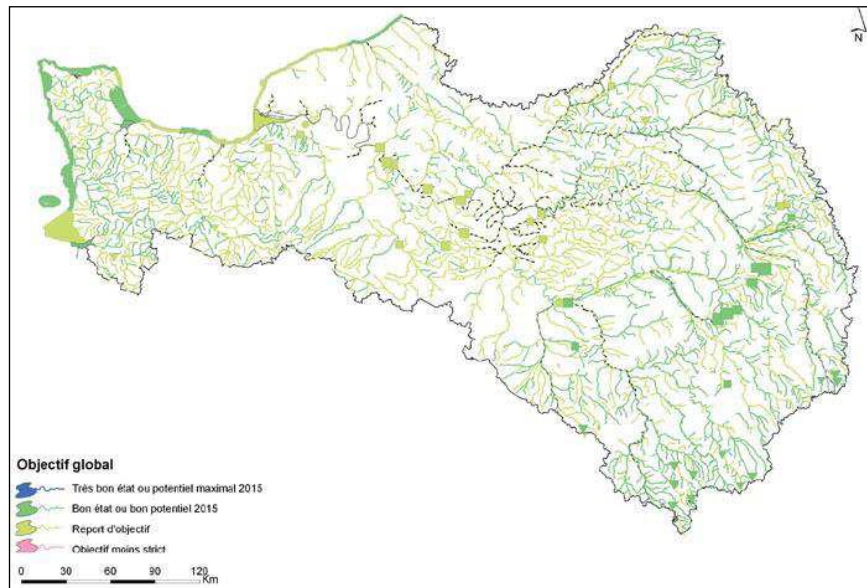 N
Objectif global
Très bon état ou potentiel maximal 2015
Bon état ou bon potentiel 2015
Report d'objectif
Objectif moins strict
0 30 60 90 120
Km